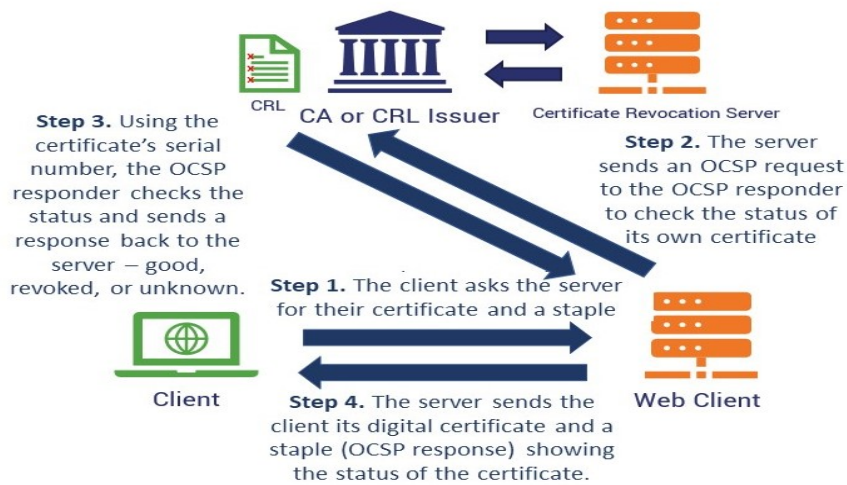 CRL
CA or CRL Issuer
Certificate Revocation Server
Step 3. Using the
certificate's serial
number, the OCSP
responder checks the
status and sends a
response back to the
server – good,
revoked, or unknown.
Step 2. The server
sends an OCSP request
to the OCSP responder
to check the status of
its own certificate
Step 1. The client asks the server
for their certificate and a staple
Client
Web Client
Step 4. The server sends the
client its digital certificate and a
staple (OCSP response) showing
the status of the certificate.